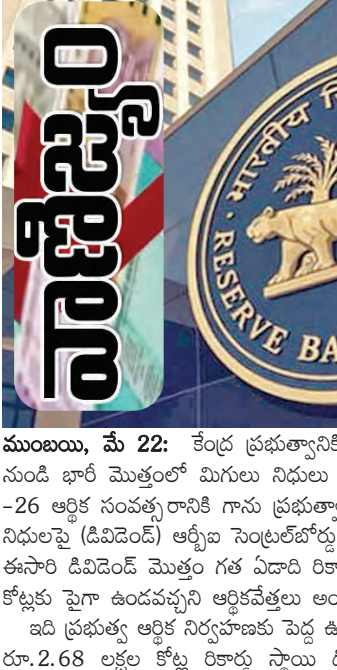 వాణిజ్యం
भारतीय रि
RESERVE BA
ముంబయి, మే 22: కేంద్ర ప్రభుత్వానికి
నుండి భారీ మొత్తంలో మిగులు నిధులు
-26 ఆర్థిక సంవత్సరానికి గాను ప్రభుత్వా
నిధులపై (డివిడెండ్) ఆర్బీఐ సెంట్రల్‌బోర్డు
ఈసారి డివిడెండ్ మొత్తం గత ఏడాది రికా
కోట్లకు పైగా ఉండవచ్చని ఆర్థికవేత్తలు అం
ఇది ప్రభుత్వ ఆర్థిక నిర్వహణకు పెద్ద ఊ
రూ.2.68 లక్షల కోట్ల రికార్డు స్థాయి డి